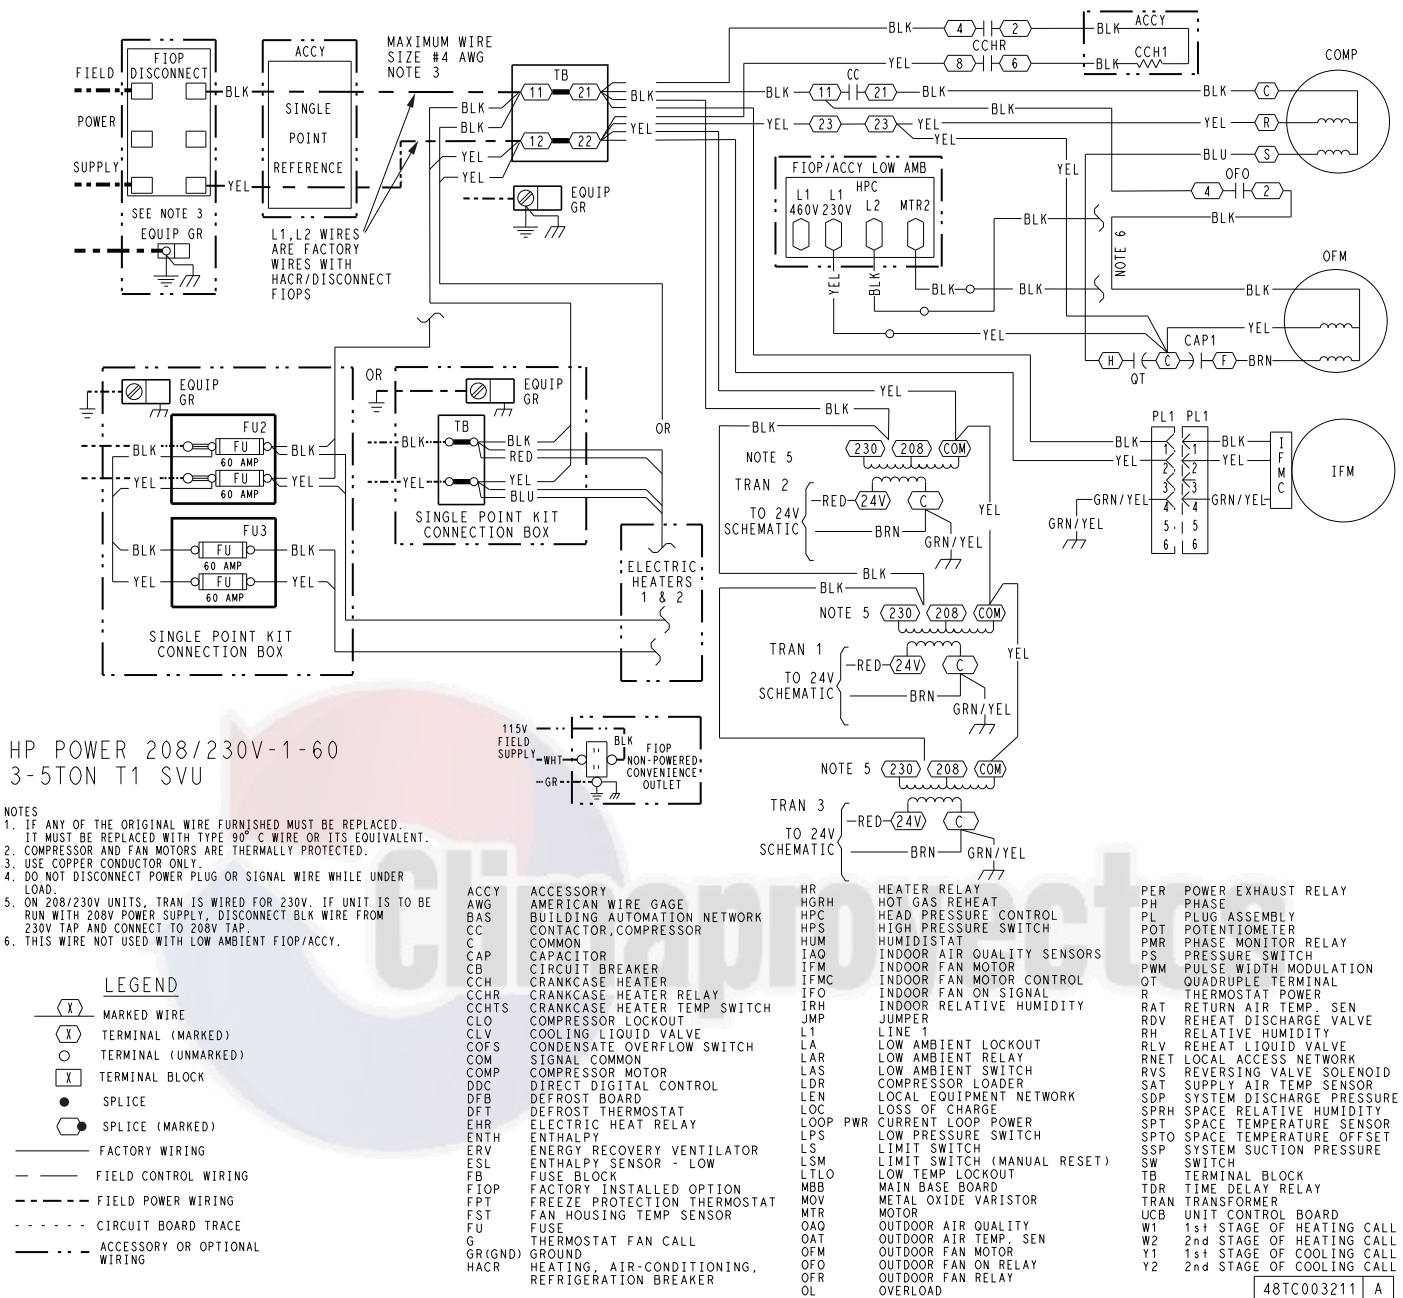 FIELD
POWER
SUPPLY
FIOP
DISCONNECT
BLK
YEL
SEE NOTE 3
EQUIP GR
ACCY
SINGLE
POINT
REFERENCE
MAXIMUM WIRE
SIZE #4 AWG
NOTE 3
L1,L2 WIRES
ARE FACTORY
WIRES WITH
HACR/DISCONNECT
FIOPS
BLK
BLK
YEL
YEL
TB
11 21
12 22
BLK
YEL
EQUIP
GR
BLK 4 2
CCHR
YEL 8 6
ACCY
BLK
CCH1
BLK
CC
BLK 11 21 BLK
BLK
YEL 23 23 YEL
YEL
BLK C
YEL R
BLU S
COMP
OFO
4 2
BLK
FIOP/ACCY LOW AMB
HPC
L1 L1
460V 230V L2 MTR2
YEL
BLK
BLK BLK
BLK
YEL
NOTE 6
OFM
BLK
YEL
CAP1
H C F BRN
QT
EQUIP
GR
FU2
FU
60 AMP
FU
60 AMP
BLK BLK
YEL YEL
FU3
FU
60 AMP
FU
60 AMP
BLK BLK
YEL YEL
SINGLE POINT KIT
CONNECTION BOX
OR
EQUIP
GR
TB
BLK BLK
RED
YEL YEL
BLU
SINGLE POINT KIT
CONNECTION BOX
OR
ELECTRIC
HEATERS
1 & 2
YEL
BLK
BLK
NOTE 5
230 208 COM
TRAN 2
RED 24V C
TO 24V
SCHEMATIC
BRN
GRN/YEL
YEL
BLK
BLK
NOTE 5 230 208 COM
TRAN 1
RED 24V C
TO 24V
SCHEMATIC
BRN
GRN/YEL
YEL
NOTE 5 230 208 COM
TRAN 3
RED 24V C
TO 24V
SCHEMATIC
BRN GRN/YEL
PL1 PL1
BLK 1 1 BLK
YEL 2 2 YEL
3 3
GRN/YEL 4 4 GRN/YEL
5 5
6 6
GRN/YEL
IFMC
IFM
115V
FIELD
SUPPLY
WHT
GR
BLK
FIOP
NON-POWERED
CONVENIENCE
OUTLET
HP POWER 208/230V-1-60
3-5TON T1 SVU
NOTES
1. IF ANY OF THE ORIGINAL WIRE FURNISHED MUST BE REPLACED.
IT MUST BE REPLACED WITH TYPE 90° C WIRE OR ITS EQUIVALENT.
2. COMPRESSOR AND FAN MOTORS ARE THERMALLY PROTECTED.
3. USE COPPER CONDUCTOR ONLY.
4. DO NOT DISCONNECT POWER PLUG OR SIGNAL WIRE WHILE UNDER
LOAD.
5. ON 208/230V UNITS, TRAN IS WIRED FOR 230V. IF UNIT IS TO BE
RUN WITH 208V POWER SUPPLY, DISCONNECT BLK WIRE FROM
230V TAP AND CONNECT TO 208V TAP.
6. THIS WIRE NOT USED WITH LOW AMBIENT FIOP/ACCY.
LEGEND
X MARKED WIRE
X TERMINAL (MARKED)
TERMINAL (UNMARKED)
X TERMINAL BLOCK
SPLICE
SPLICE (MARKED)
FACTORY WIRING
FIELD CONTROL WIRING
FIELD POWER WIRING
CIRCUIT BOARD TRACE
ACCESSORY OR OPTIONAL
WIRING
ACCY ACCESSORY
AWG AMERICAN WIRE GAGE
BAS BUILDING AUTOMATION NETWORK
CC CONTACTOR,COMPRESSOR
C COMMON
CAP CAPACITOR
CB CIRCUIT BREAKER
CCH CRANKCASE HEATER
CCHR CRANKCASE HEATER RELAY
CCHTS CRANKCASE HEATER TEMP SWITCH
CLO COMPRESSOR LOCKOUT
CLV COOLING LIQUID VALVE
COFS CONDENSATE OVERFLOW SWITCH
COM SIGNAL COMMON
COMP COMPRESSOR MOTOR
DDC DIRECT DIGITAL CONTROL
DFB DEFROST BOARD
DFT DEFROST THERMOSTAT
EHR ELECTRIC HEAT RELAY
ENTH ENTHALPY
ERV ENERGY RECOVERY VENTILATOR
ESL ENTHALPY SENSOR - LOW
FB FUSE BLOCK
FIOP FACTORY INSTALLED OPTION
FPT FREEZE PROTECTION THERMOSTAT
FST FAN HOUSING TEMP SENSOR
FU FUSE
G THERMOSTAT FAN CALL
GR(GND) GROUND
HACR HEATING, AIR-CONDITIONING,
REFRIGERATION BREAKER
HR HEATER RELAY
HGRH HOT GAS REHEAT
HPC HEAD PRESSURE CONTROL
HPS HIGH PRESSURE SWITCH
HUM HUMIDISTAT
IAQ INDOOR AIR QUALITY SENSORS
IFM INDOOR FAN MOTOR
IFMC INDOOR FAN MOTOR CONTROL
IFO INDOOR FAN ON SIGNAL
IRH INDOOR RELATIVE HUMIDITY
JMP JUMPER
L1 LINE 1
LA LOW AMBIENT LOCKOUT
LAR LOW AMBIENT RELAY
LAS LOW AMBIENT SWITCH
LDR COMPRESSOR LOADER
LEN LOCAL EQUIPMENT NETWORK
LOC LOSS OF CHARGE
LOOP PWR CURRENT LOOP POWER
LPS LOW PRESSURE SWITCH
LS LIMIT SWITCH
LSM LIMIT SWITCH (MANUAL RESET)
LTLO LOW TEMP LOCKOUT
MBB MAIN BASE BOARD
MOV METAL OXIDE VARISTOR
MTR MOTOR
OAQ OUTDOOR AIR QUALITY
OAT OUTDOOR AIR TEMP. SEN
OFM OUTDOOR FAN MOTOR
OFO OUTDOOR FAN ON RELAY
OFR OUTDOOR FAN RELAY
OL OVERLOAD
PER POWER EXHAUST RELAY
PH PHASE
PL PLUG ASSEMBLY
POT POTENTIOMETER
PMR PHASE MONITOR RELAY
PS PRESSURE SWITCH
PWM PULSE WIDTH MODULATION
QT QUADRUPLE TERMINAL
R THERMOSTAT POWER
RAT RETURN AIR TEMP. SEN
RDV REHEAT DISCHARGE VALVE
RH RELATIVE HUMIDITY
RLV REHEAT LIQUID VALVE
RNET LOCAL ACCESS NETWORK
RVS REVERSING VALVE SOLENOID
SAT SUPPLY AIR TEMP SENSOR
SDP SYSTEM DISCHARGE PRESSURE
SPRH SPACE RELATIVE HUMIDITY
SPT SPACE TEMPERATURE SENSOR
SPTO SPACE TEMPERATURE OFFSET
SSP SYSTEM SUCTION PRESSURE
SW SWITCH
TB TERMINAL BLOCK
TDR TIME DELAY RELAY
TRAN TRANSFORMER
UCB UNIT CONTROL BOARD
W1 1st STAGE OF HEATING CALL
W2 2nd STAGE OF HEATING CALL
Y1 1st STAGE OF COOLING CALL
Y2 2nd STAGE OF COOLING CALL
48TC003211 A
Climaproyectos